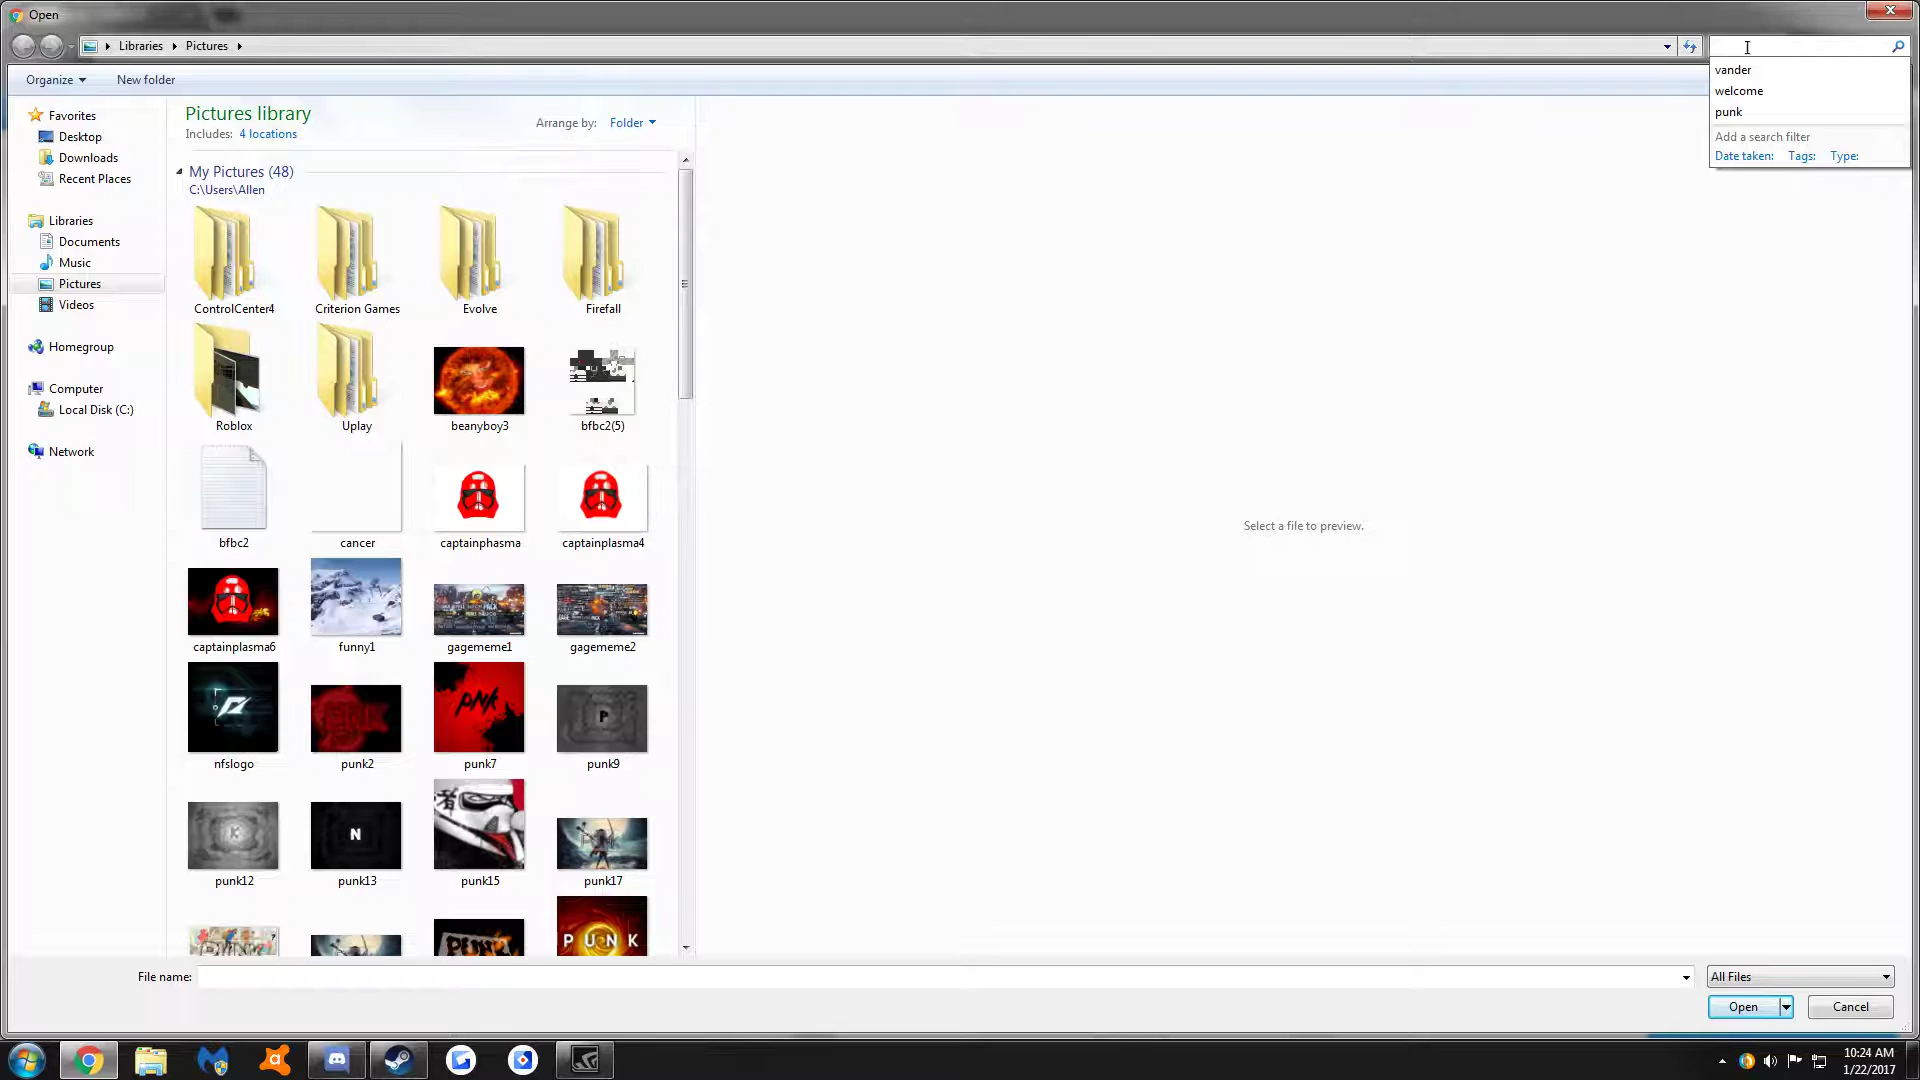 Open
Libraries Pictures
vander
welcome
punk
Add a search filter
Date taken: Tags: Type:
Organize New folder
Favorites
Desktop
Downloads
Recent Places
Libraries
Documents
Music
Pictures
Videos
Homegroup
Computer
Local Disk (C:)
Network
Pictures library
Includes: 4 locations
Arrange by: Folder
My Pictures (48)
C:\Users\Allen
ControlCenter4 Criterion Games Evolve Firefall
Roblox Uplay beanyboy3 bfbc2(5)
bfbc2 cancer captainphasma captainplasma4
captainplasma6 funny1 gagememe1 gagememe2
nfslogo punk2 punk7 punk9
P
punk12 punk13 punk15 punk17
K
N
PUNK
Select a file to preview.
File name:
All Files
Open Cancel
10:24 AM
1/22/2017